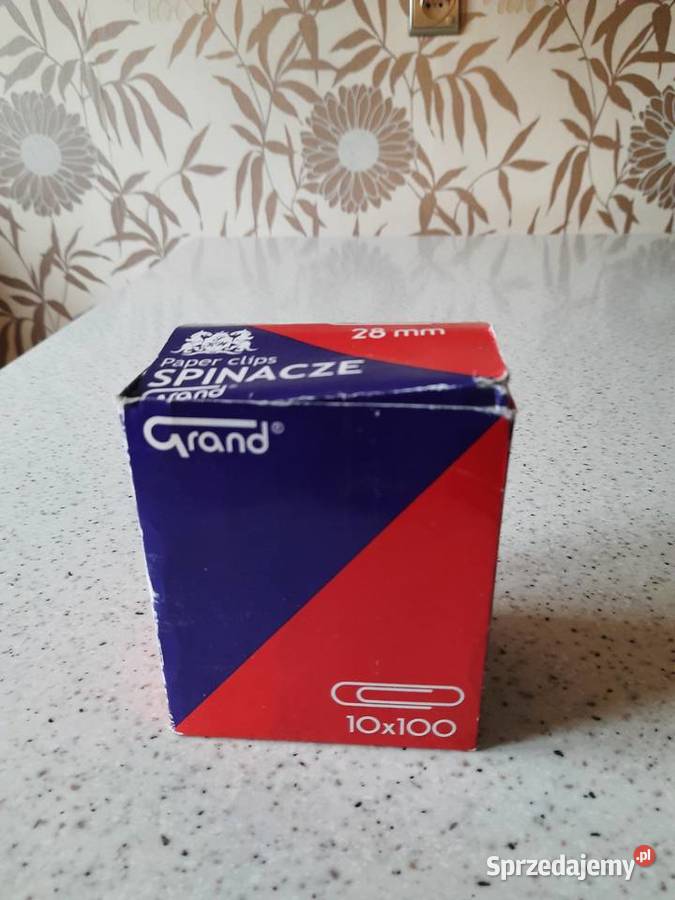 28 mm
Paper clips
SPINACZE
Grand®
Grand®
10x100
Sprzedajemy.pl